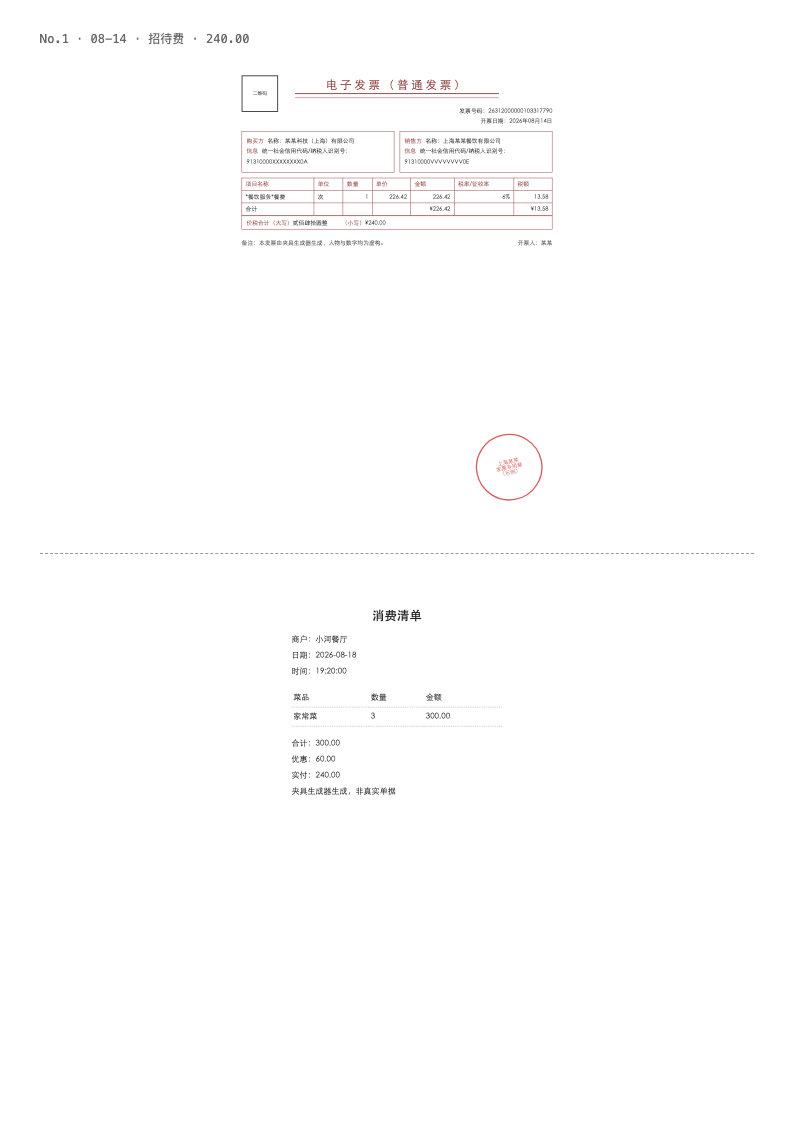 No.1 · 08-14 · 招待费 · 240.00
二维码
电子发票（普通发票）
发票号码：26312000000103317790
开票日期：2026年08月14日
购买方 名称：某某科技（上海）有限公司
信息 统一社会信用代码/纳税人识别号：
91310000XXXXXXXX0A
销售方 名称：上海某某餐饮有限公司
信息 统一社会信用代码/纳税人识别号：
91310000VVVVVVVV0E
项目名称 单位 数量 单价 金额 税率/征收率 税额
*餐饮服务*餐费 次 1 226.42 226.42 6% 13.58
合计 ¥226.42 ¥13.58
价税合计（大写）贰佰肆拾圆整 （小写）¥240.00
备注：本发票由夹具生成器生成，人物与数字均为虚构。 开票人：某某
上海某某
发票专用章
（示例）
消费清单
商户：小河餐厅
日期：2026-08-18
时间：19:20:00
菜品 数量 金额
家常菜 3 300.00
合计：300.00
优惠：60.00
实付：240.00
夹具生成器生成，非真实单据